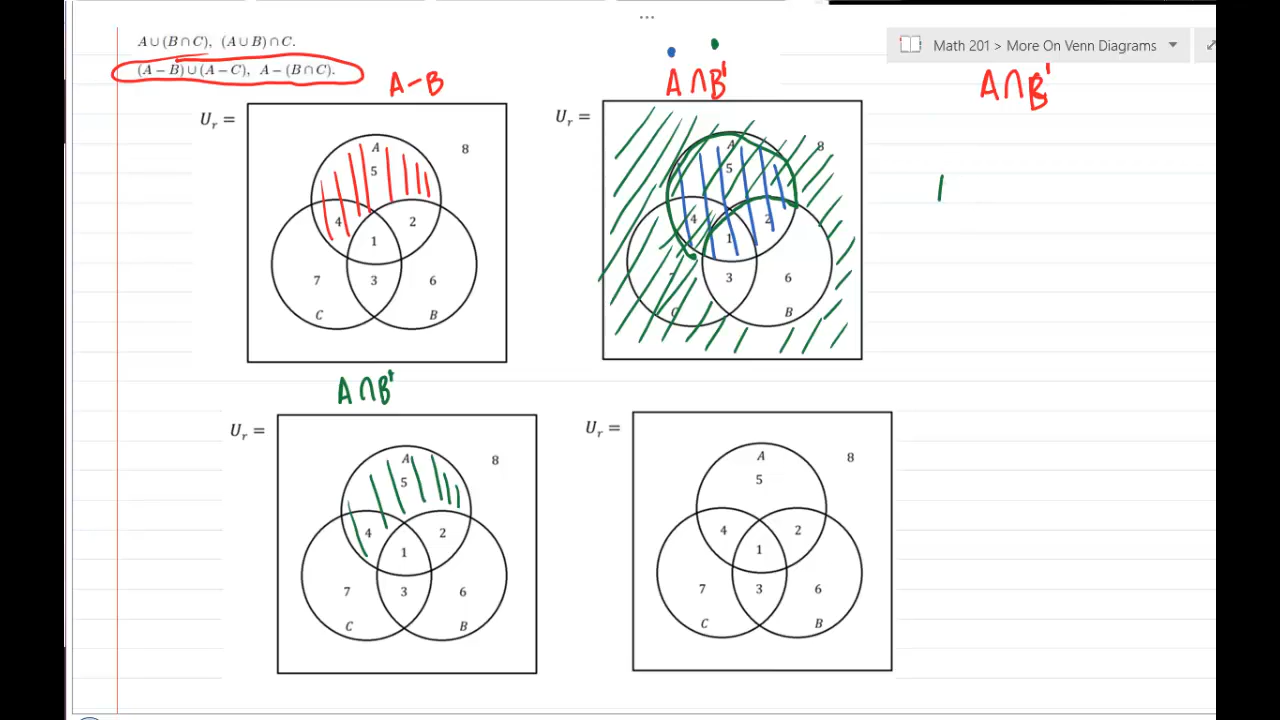 ...
A ∪ (B ∩ C), (A ∪ B) ∩ C.
(A − B) ∪ (A − C), A − (B ∩ C).
Math 201 > More On Venn Diagrams
A − B
A ∩ B'
A ∩ B'
U_r =
A
5
8
4
2
1
7
3
6
C
B
U_r =
A
5
8
4
2
1
7
3
6
C
B
A ∩ B'
U_r =
A
5
8
4
2
1
7
3
6
C
B
U_r =
A
5
8
4
2
1
7
3
6
C
B